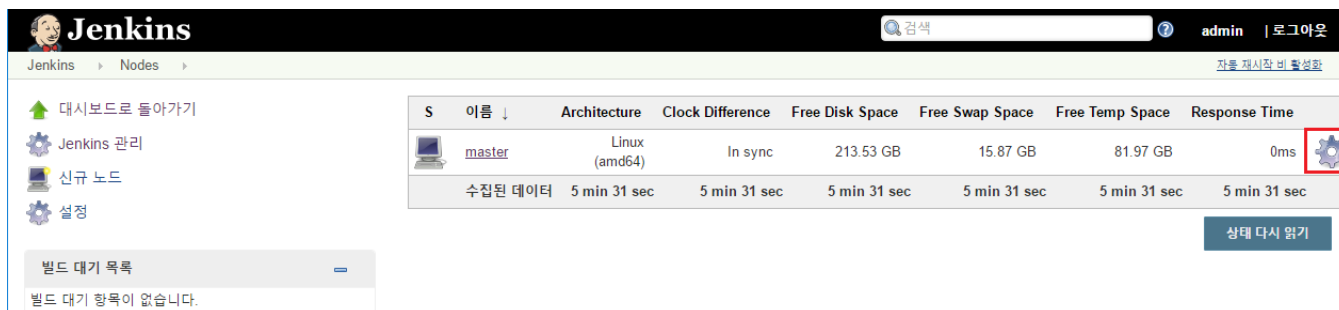 Jenkins
검색
admin | 로그아웃
Jenkins Nodes
자동 재시작 비 활성화
대시보드로 돌아가기
Jenkins 관리
신규 노드
설정
S 이름 ↓ Architecture Clock Difference Free Disk Space Free Swap Space Free Temp Space Response Time
master Linux (amd64) In sync 213.53 GB 15.87 GB 81.97 GB 0ms
수집된 데이터 5 min 31 sec 5 min 31 sec 5 min 31 sec 5 min 31 sec 5 min 31 sec 5 min 31 sec
상태 다시 읽기
빌드 대기 목록
빌드 대기 항목이 없습니다.